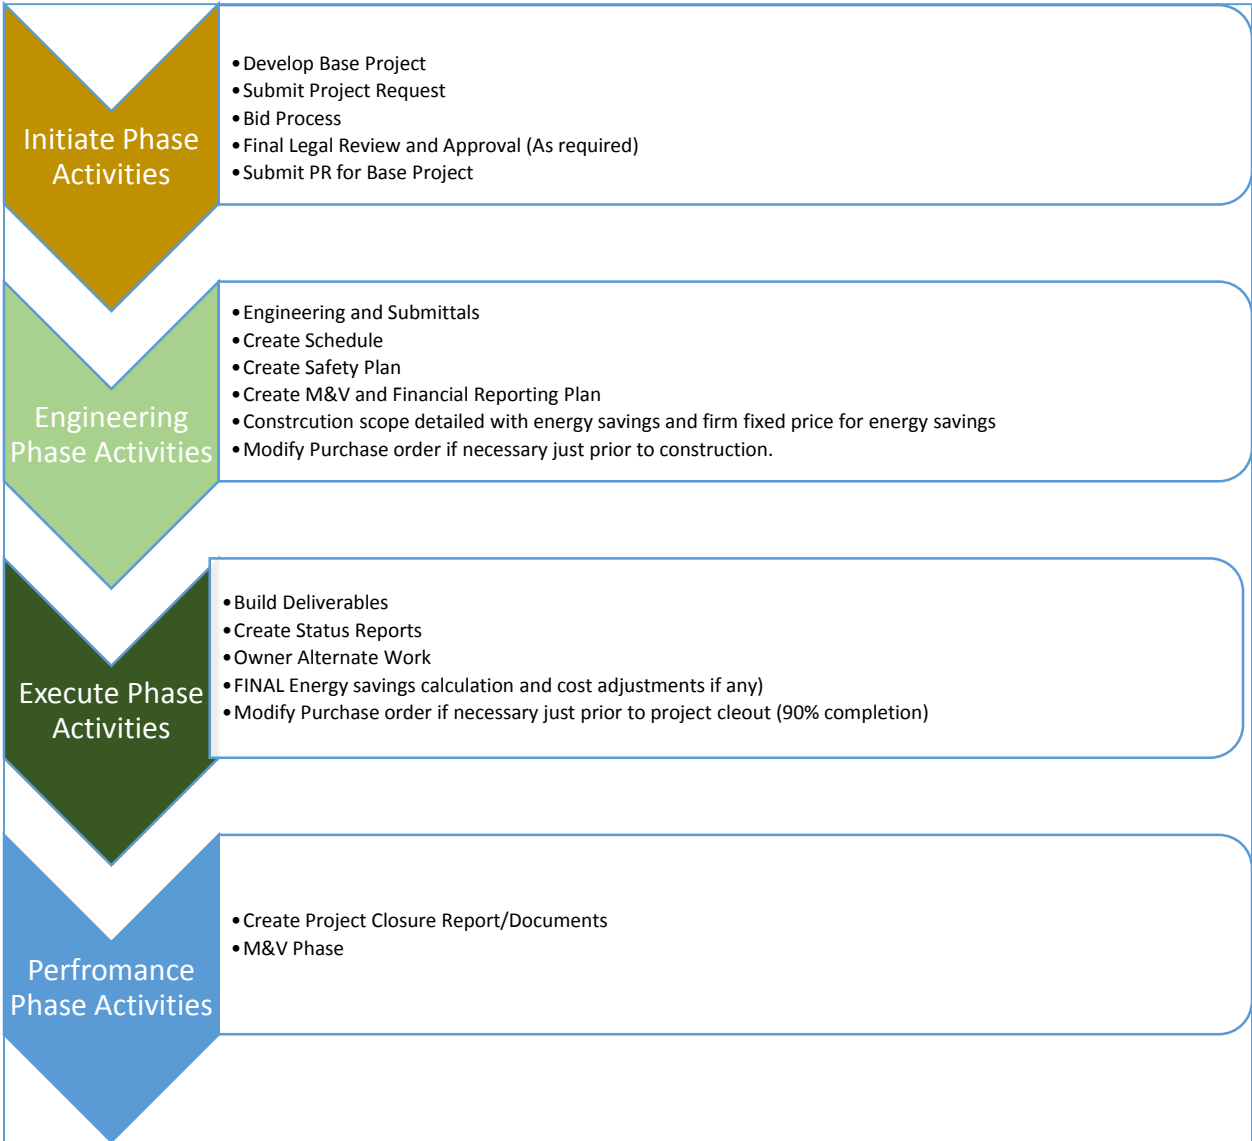 Initiate Phase
Activities
•Develop Base Project
•Submit Project Request
•Bid Process
•Final Legal Review and Approval (As required)
•Submit PR for Base Project
Engineering
Phase Activities
•Engineering and Submittals
•Create Schedule
•Create Safety Plan
•Create M&V and Financial Reporting Plan
•Constrcution scope detailed with energy savings and firm fixed price for energy savings
•Modify Purchase order if necessary just prior to construction.
Execute Phase
Activities
•Build Deliverables
•Create Status Reports
•Owner Alternate Work
•FINAL Energy savings calculation and cost adjustments if any)
•Modify Purchase order if necessary just prior to project cleout (90% completion)
Perfromance
Phase Activities
•Create Project Closure Report/Documents
•M&V Phase